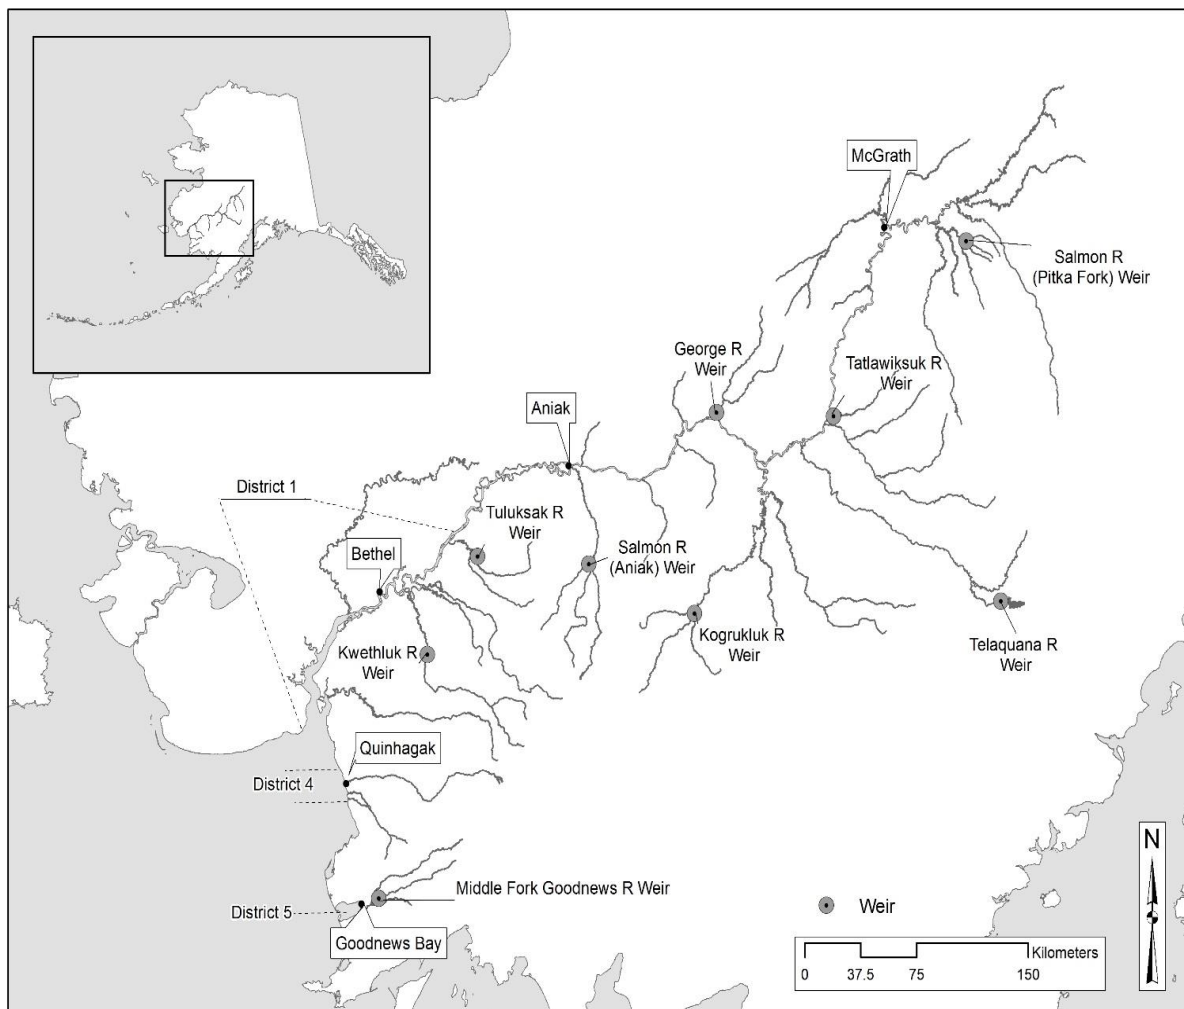 McGrath
Salmon R
(Pitka Fork) Weir
George R
Weir
Tatlawiksuk R
Weir
Aniak
District 1
Tuluksak R
Weir
Salmon R
(Aniak) Weir
Bethel
Kogrukluk R
Weir
Telaquana R
Weir
Kwethluk R
Weir
Quinhagak
District 4
N
Middle Fork Goodnews R Weir
Weir
District 5
Goodnews Bay
Kilometers
0 37.5 75 150